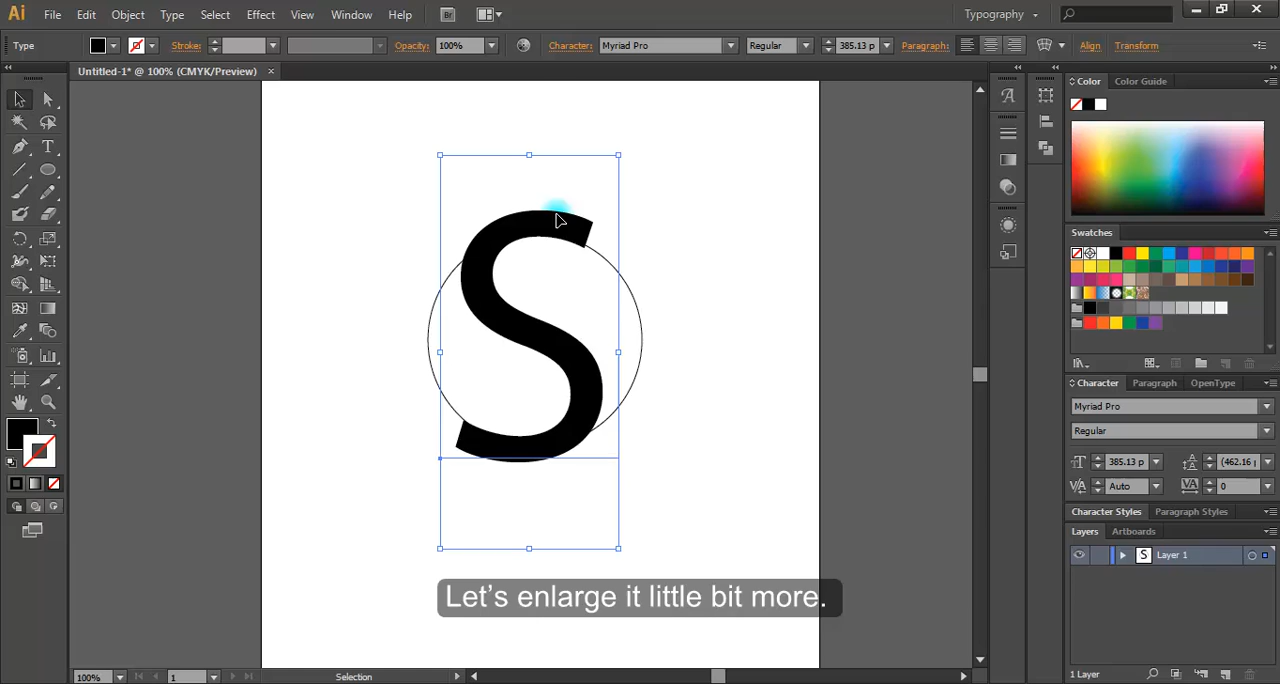 Ai File Edit Object Type Select Effect View Window Help Br Typography
Type Stroke: Opacity: 100% Character: Myriad Pro Regular 385.13 p Paragraph: Align Transform
Untitled-1* @ 100% (CMYK/Preview) ×
Color Color Guide
Swatches
S
Character Paragraph OpenType
Myriad Pro
Regular
385.13 p (462.16
Auto 0
Character Styles Paragraph Styles
Layers Artboards
S Layer 1
Let's enlarge it little bit more.
100% 1 Selection
1 Layer